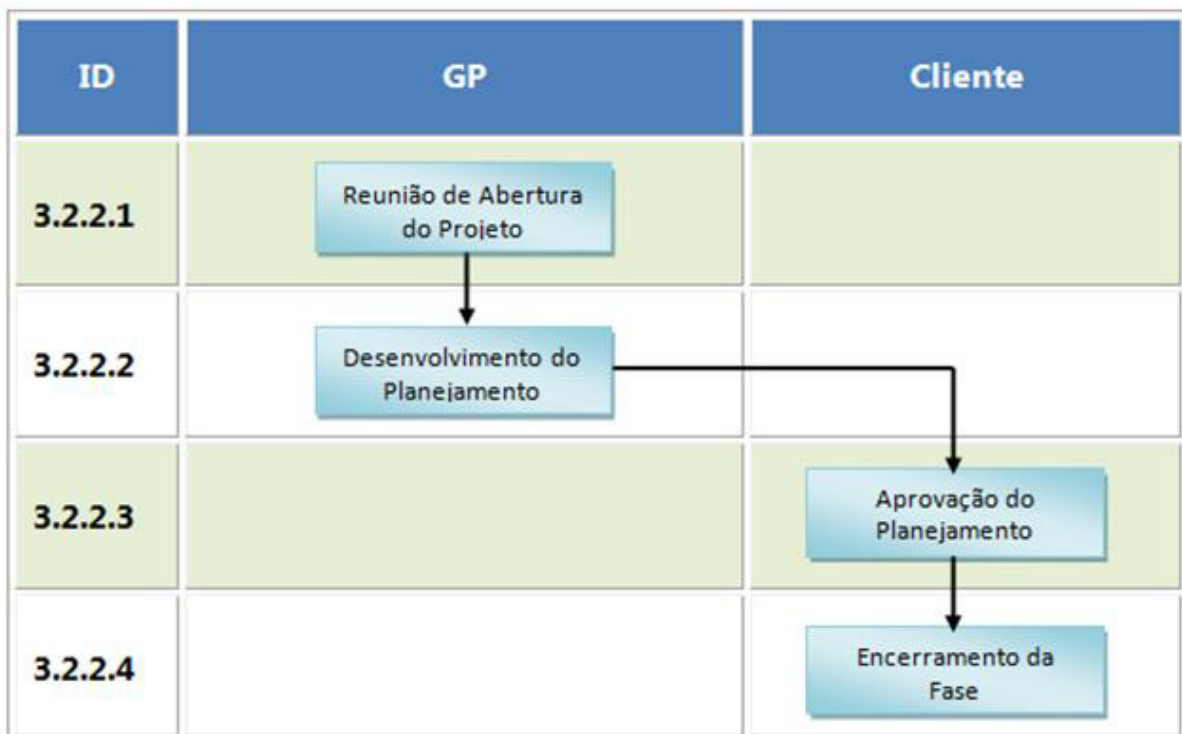 ID
GP
Cliente
3.2.2.1
Reunião de Abertura
do Projeto
3.2.2.2
Desenvolvimento do
Planejamento
3.2.2.3
Aprovação do
Planejamento
3.2.2.4
Encerramento da
Fase